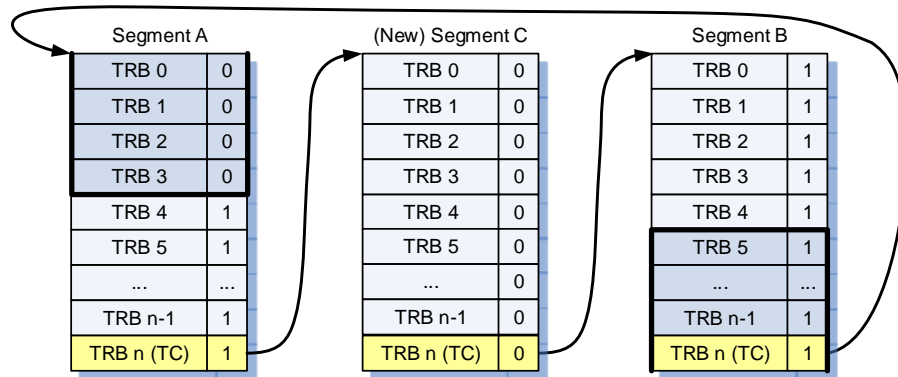 Segment A (New) Segment C Segment B
TRB 0 0 TRB 0 0 TRB 0 1
TRB 1 0 TRB 1 0 TRB 1 1
TRB 2 0 TRB 2 0 TRB 2 1
TRB 3 0 TRB 3 0 TRB 3 1
TRB 4 1 TRB 4 0 TRB 4 1
TRB 5 1 TRB 5 0 TRB 5 1
... ... ... 0 ... ...
TRB n-1 1 TRB n-1 0 TRB n-1 1
TRB n (TC) 1 TRB n (TC) 0 TRB n (TC) 1